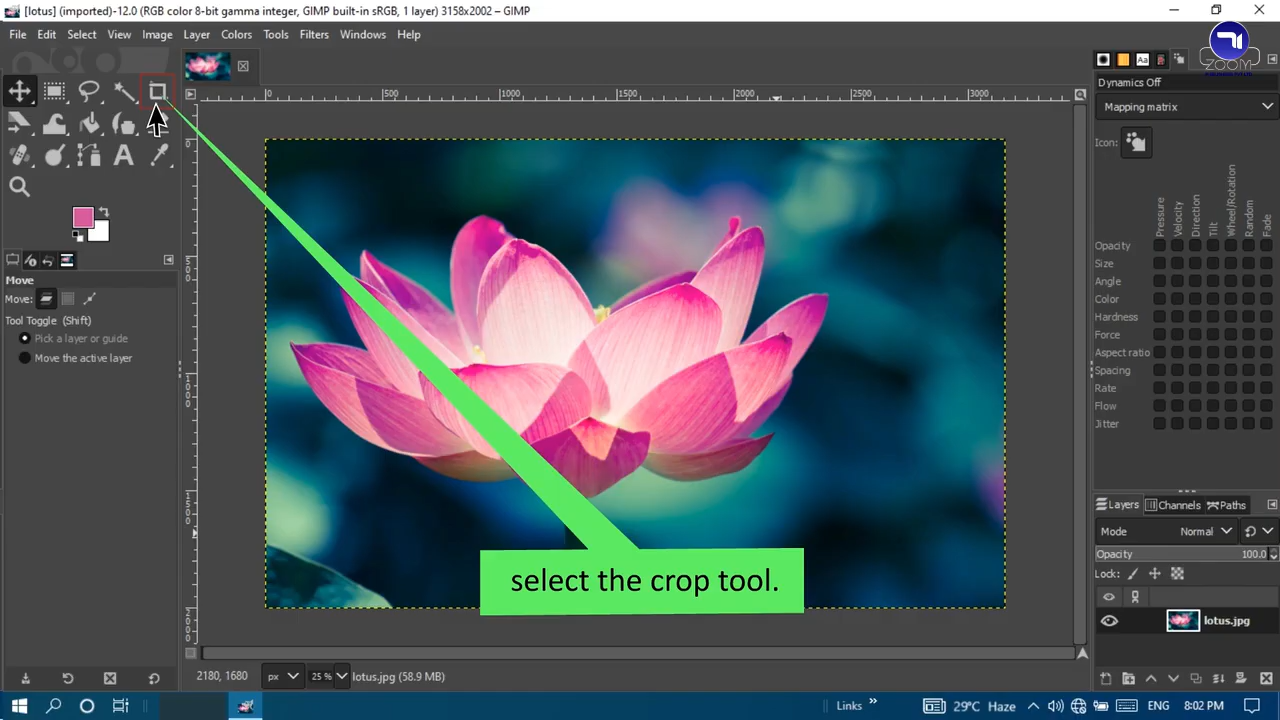 [lotus] (imported)-12.0 (RGB color 8-bit gamma integer, GIMP built-in sRGB, 1 layer) 3158x2002 – GIMP
File Edit Select View Image Layer Colors Tools Filters Windows Help
ZOOM
Dynamics Off
Mapping matrix
Icon:
0 500 1000 1500 2000 2500 3000
0
500
1000
1500
2000
Move
Move:
Tool Toggle (Shift)
Pick a layer or guide
Move the active layer
Pressure
Velocity
Direction
Tilt
Wheel/Rotation
Random
Fade
Opacity
Size
Angle
Color
Hardness
Force
Aspect ratio
Spacing
Rate
Flow
Jitter
select the crop tool.
Layers Channels Paths
Mode Normal
Opacity 100.0
Lock:
lotus.jpg
2180, 1680 px 25 % lotus.jpg (58.9 MB)
Links » 29°C Haze ENG 8:02 PM